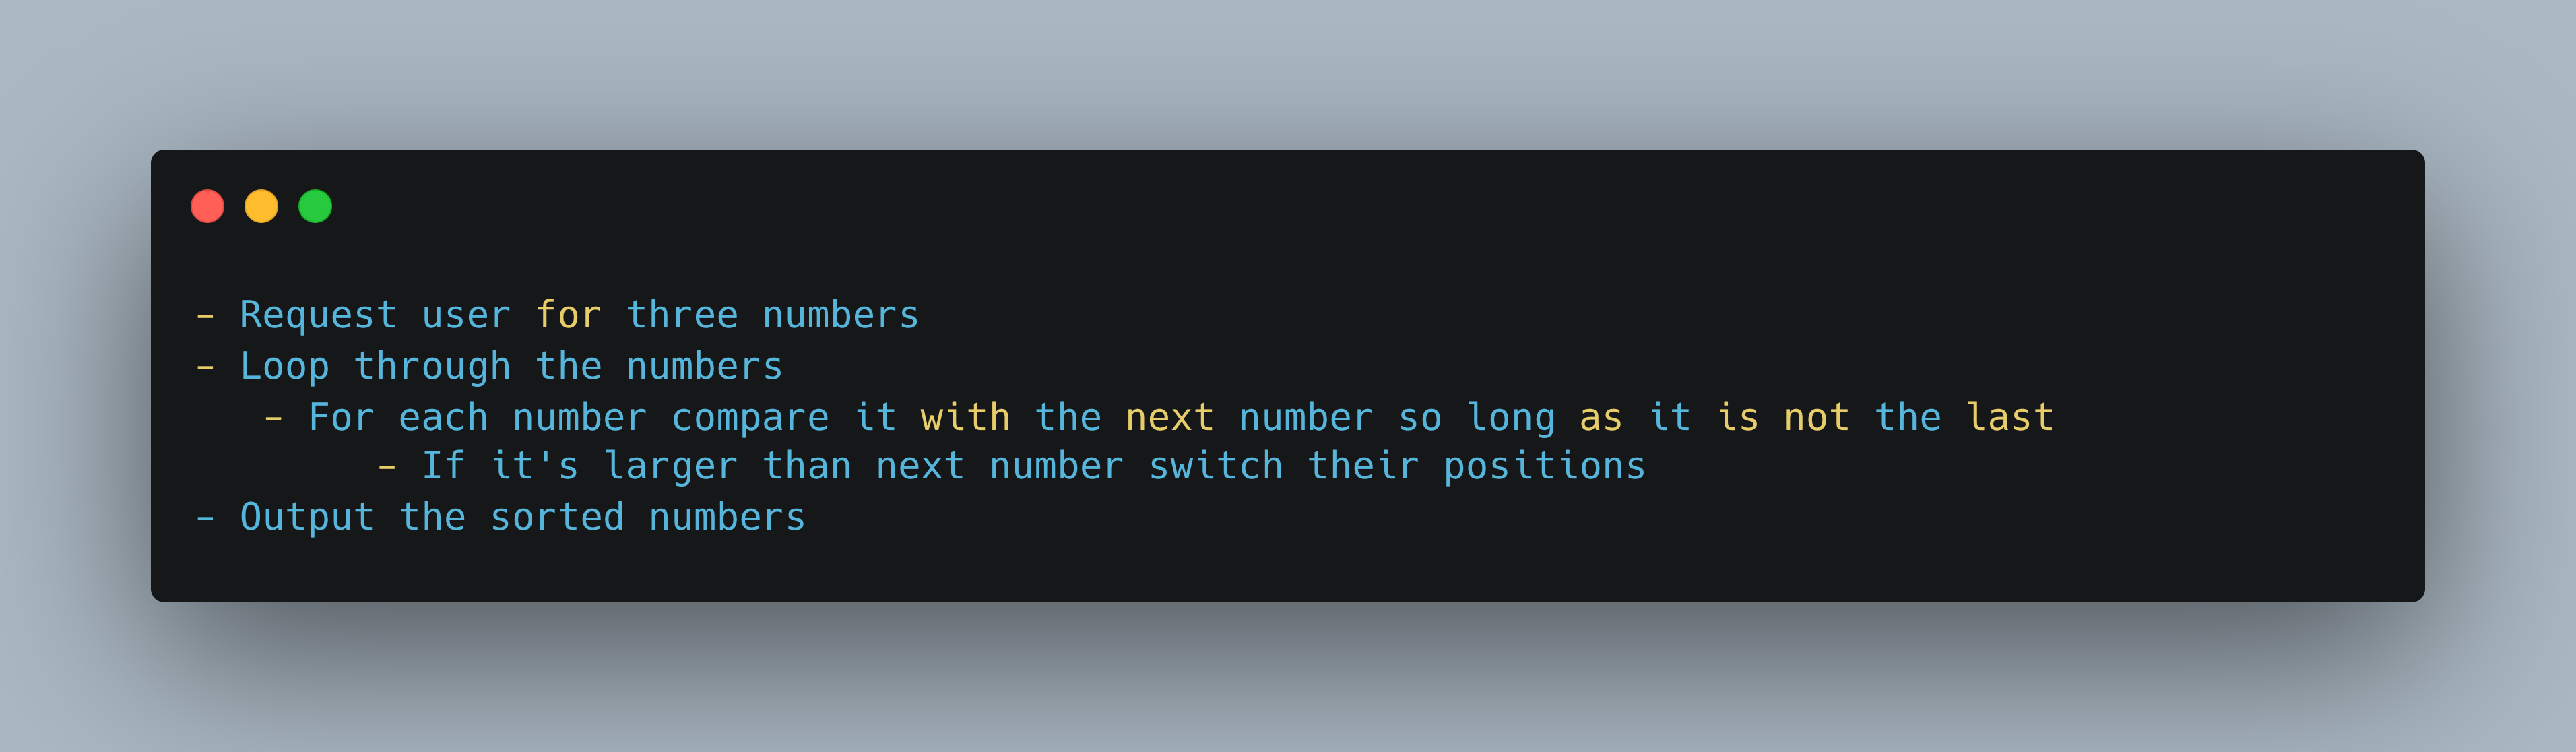 - Request user for three numbers
- Loop through the numbers
- For each number compare it with the next number so long as it is not the last
- If it's larger than next number switch their positions
- Output the sorted numbers